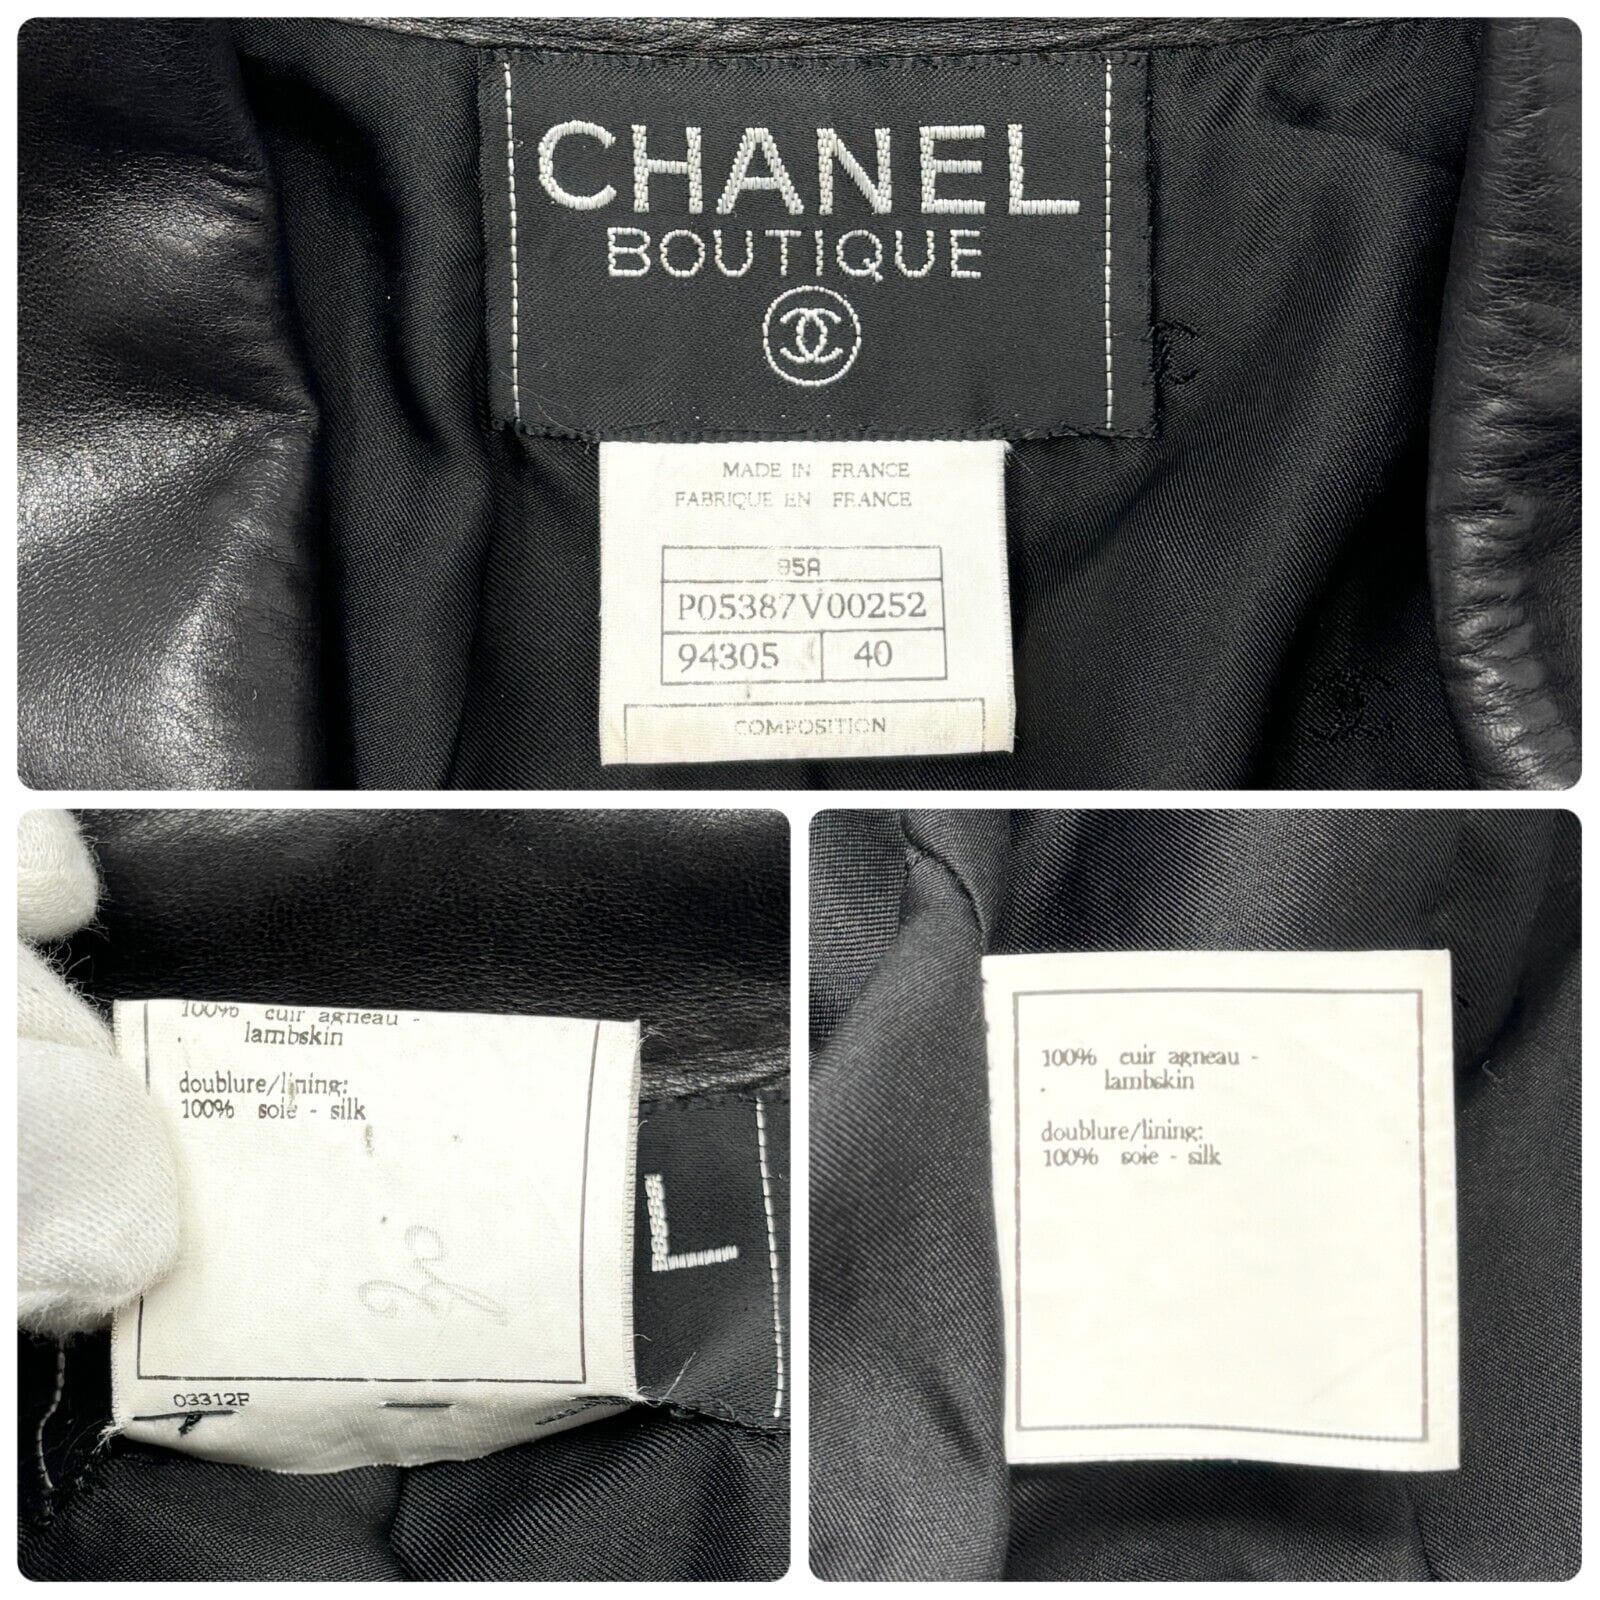 CHANEL
BOUTIQUE
MADE IN FRANCE
FABRIQUE EN FRANCE
95A
P05387V00252
94305 40
COMPOSITION
100% cuir agneau -
lambskin
doublure/lining:
100% soie - silk
L
03312F
100% cuir agneau -
lambskin
doublure/lining:
100% soie - silk